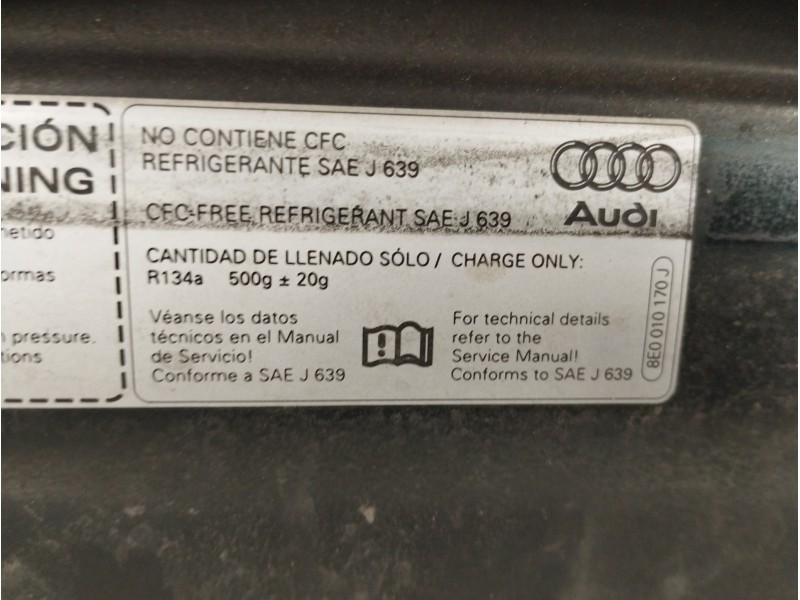 CIÓN
NING
metido
ormas
pressure.
tions
NO CONTIENE CFC
REFRIGERANTE SAE J 639
CFC-FREE REFRIGERANT SAE J 639
CANTIDAD DE LLENADO SÓLO / CHARGE ONLY:
R134a 500g ± 20g
Véanse los datos
técnicos en el Manual
de Servicio!
Conforme a SAE J 639
For technical details
refer to the
Service Manual!
Conforms to SAE J 639
Audi
8E0 010 170 J